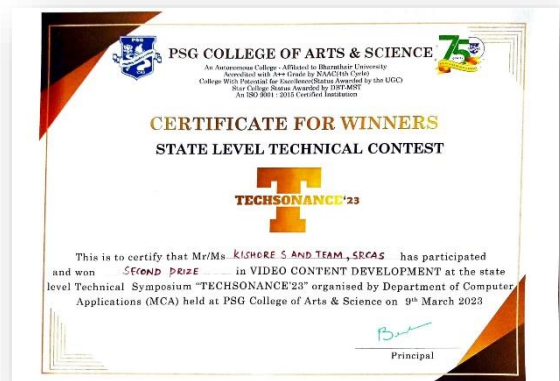 PSG COLLEGE OF ARTS & SCIENCE
75
An Autonomous College - Affiliated to Bharathiar University
Accredited with A++ Grade by NAAC(4th Cycle)
College With Potential for Excellence(Status Awarded by the UGC)
Star College Status Awarded by DBT-MST
An ISO 9001 : 2015 Certified Institution
CERTIFICATE FOR WINNERS
STATE LEVEL TECHNICAL CONTEST
T
TECHSONANCE'23
This is to certify that Mr/Ms KISHORE S AND TEAM, SRCAS has participated
and won SECOND PRIZE in VIDEO CONTENT DEVELOPMENT at the state
level Technical Symposium "TECHSONANCE'23" organised by Department of Computer
Applications (MCA) held at PSG College of Arts & Science on 9th March 2023
Principal